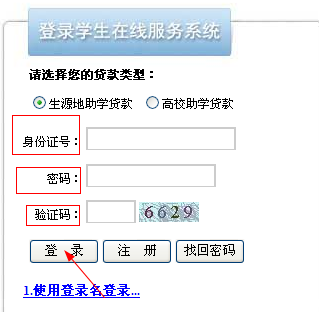 登录学生在线服务系统
请选择您的贷款类型：
生源地助学贷款 高校助学贷款
身份证号：
密码：
验证码： 6629
登 录 注 册 找回密码
1.使用登录名登录...